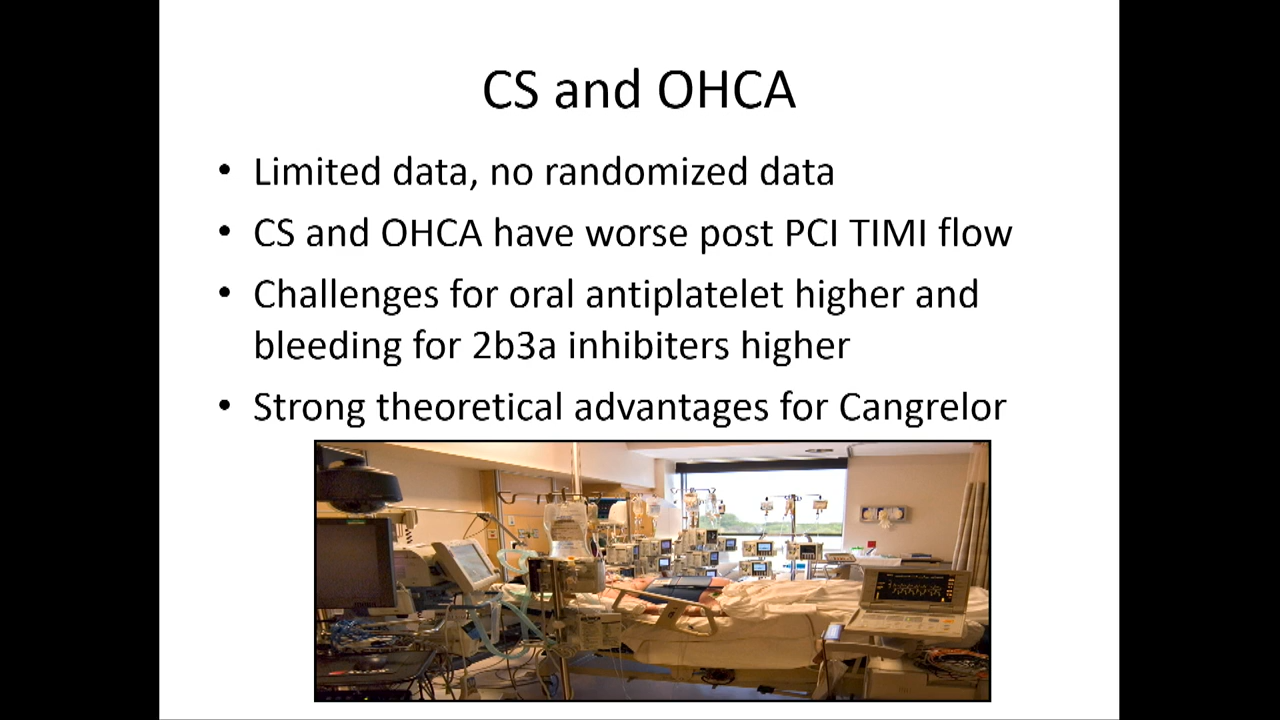 CS and OHCA
• Limited data, no randomized data
• CS and OHCA have worse post PCI TIMI flow
• Challenges for oral antiplatelet higher and
bleeding for 2b3a inhibiters higher
• Strong theoretical advantages for Cangrelor